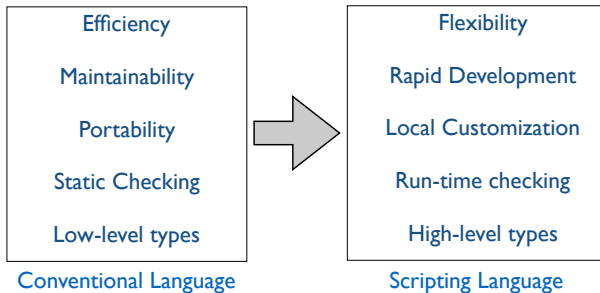 Efficiency
Maintainability
Portability
Static Checking
Low-level types
Conventional Language
Flexibility
Rapid Development
Local Customization
Run-time checking
High-level types
Scripting Language